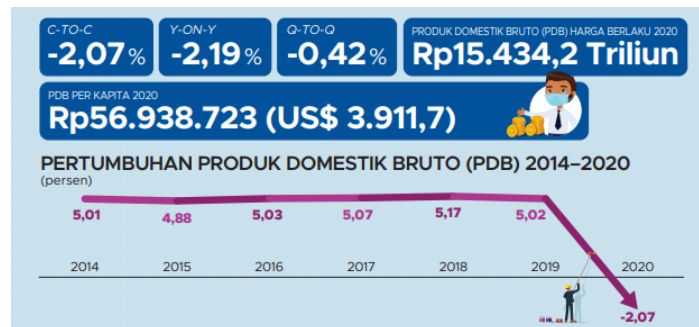 C-TO-C
-2,07%
Y-ON-Y
-2,19%
Q-TO-Q
-0,42%
PRODUK DOMESTIK BRUTO (PDB) HARGA BERLAKU 2020
Rp15.434,2 Triliun
PDB PER KAPITA 2020
Rp56.938.723 (US$ 3.911,7)
PERTUMBUHAN PRODUK DOMESTIK BRUTO (PDB) 2014–2020
(persen)
5,01 4,88 5,03 5,07 5,17 5,02
2014 2015 2016 2017 2018 2019 2020
-2,07